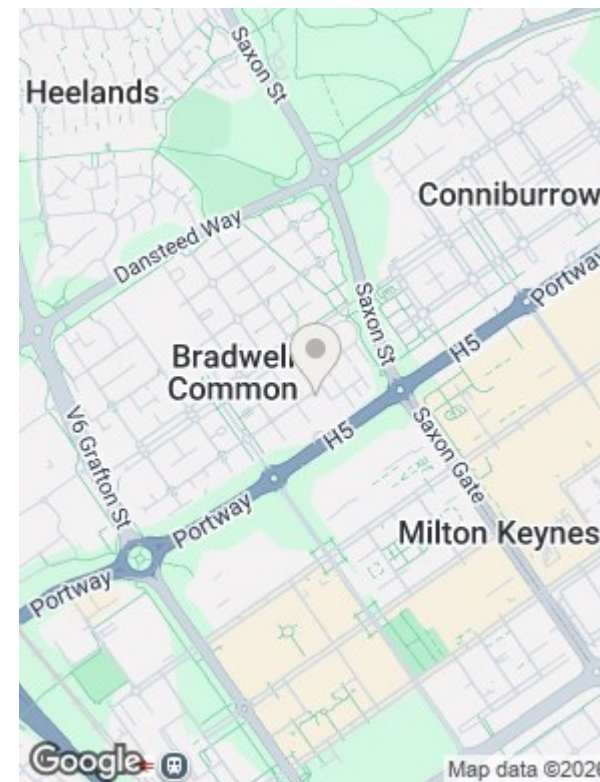 Saxon St
Heelands
Conniburrow
Dansteed Way
Portway
Saxon St
H5
Bradwell
Common
V6 Grafton St
H5
Saxon Gate
Portway
Milton Keynes
Portway
Google
Map data ©2026